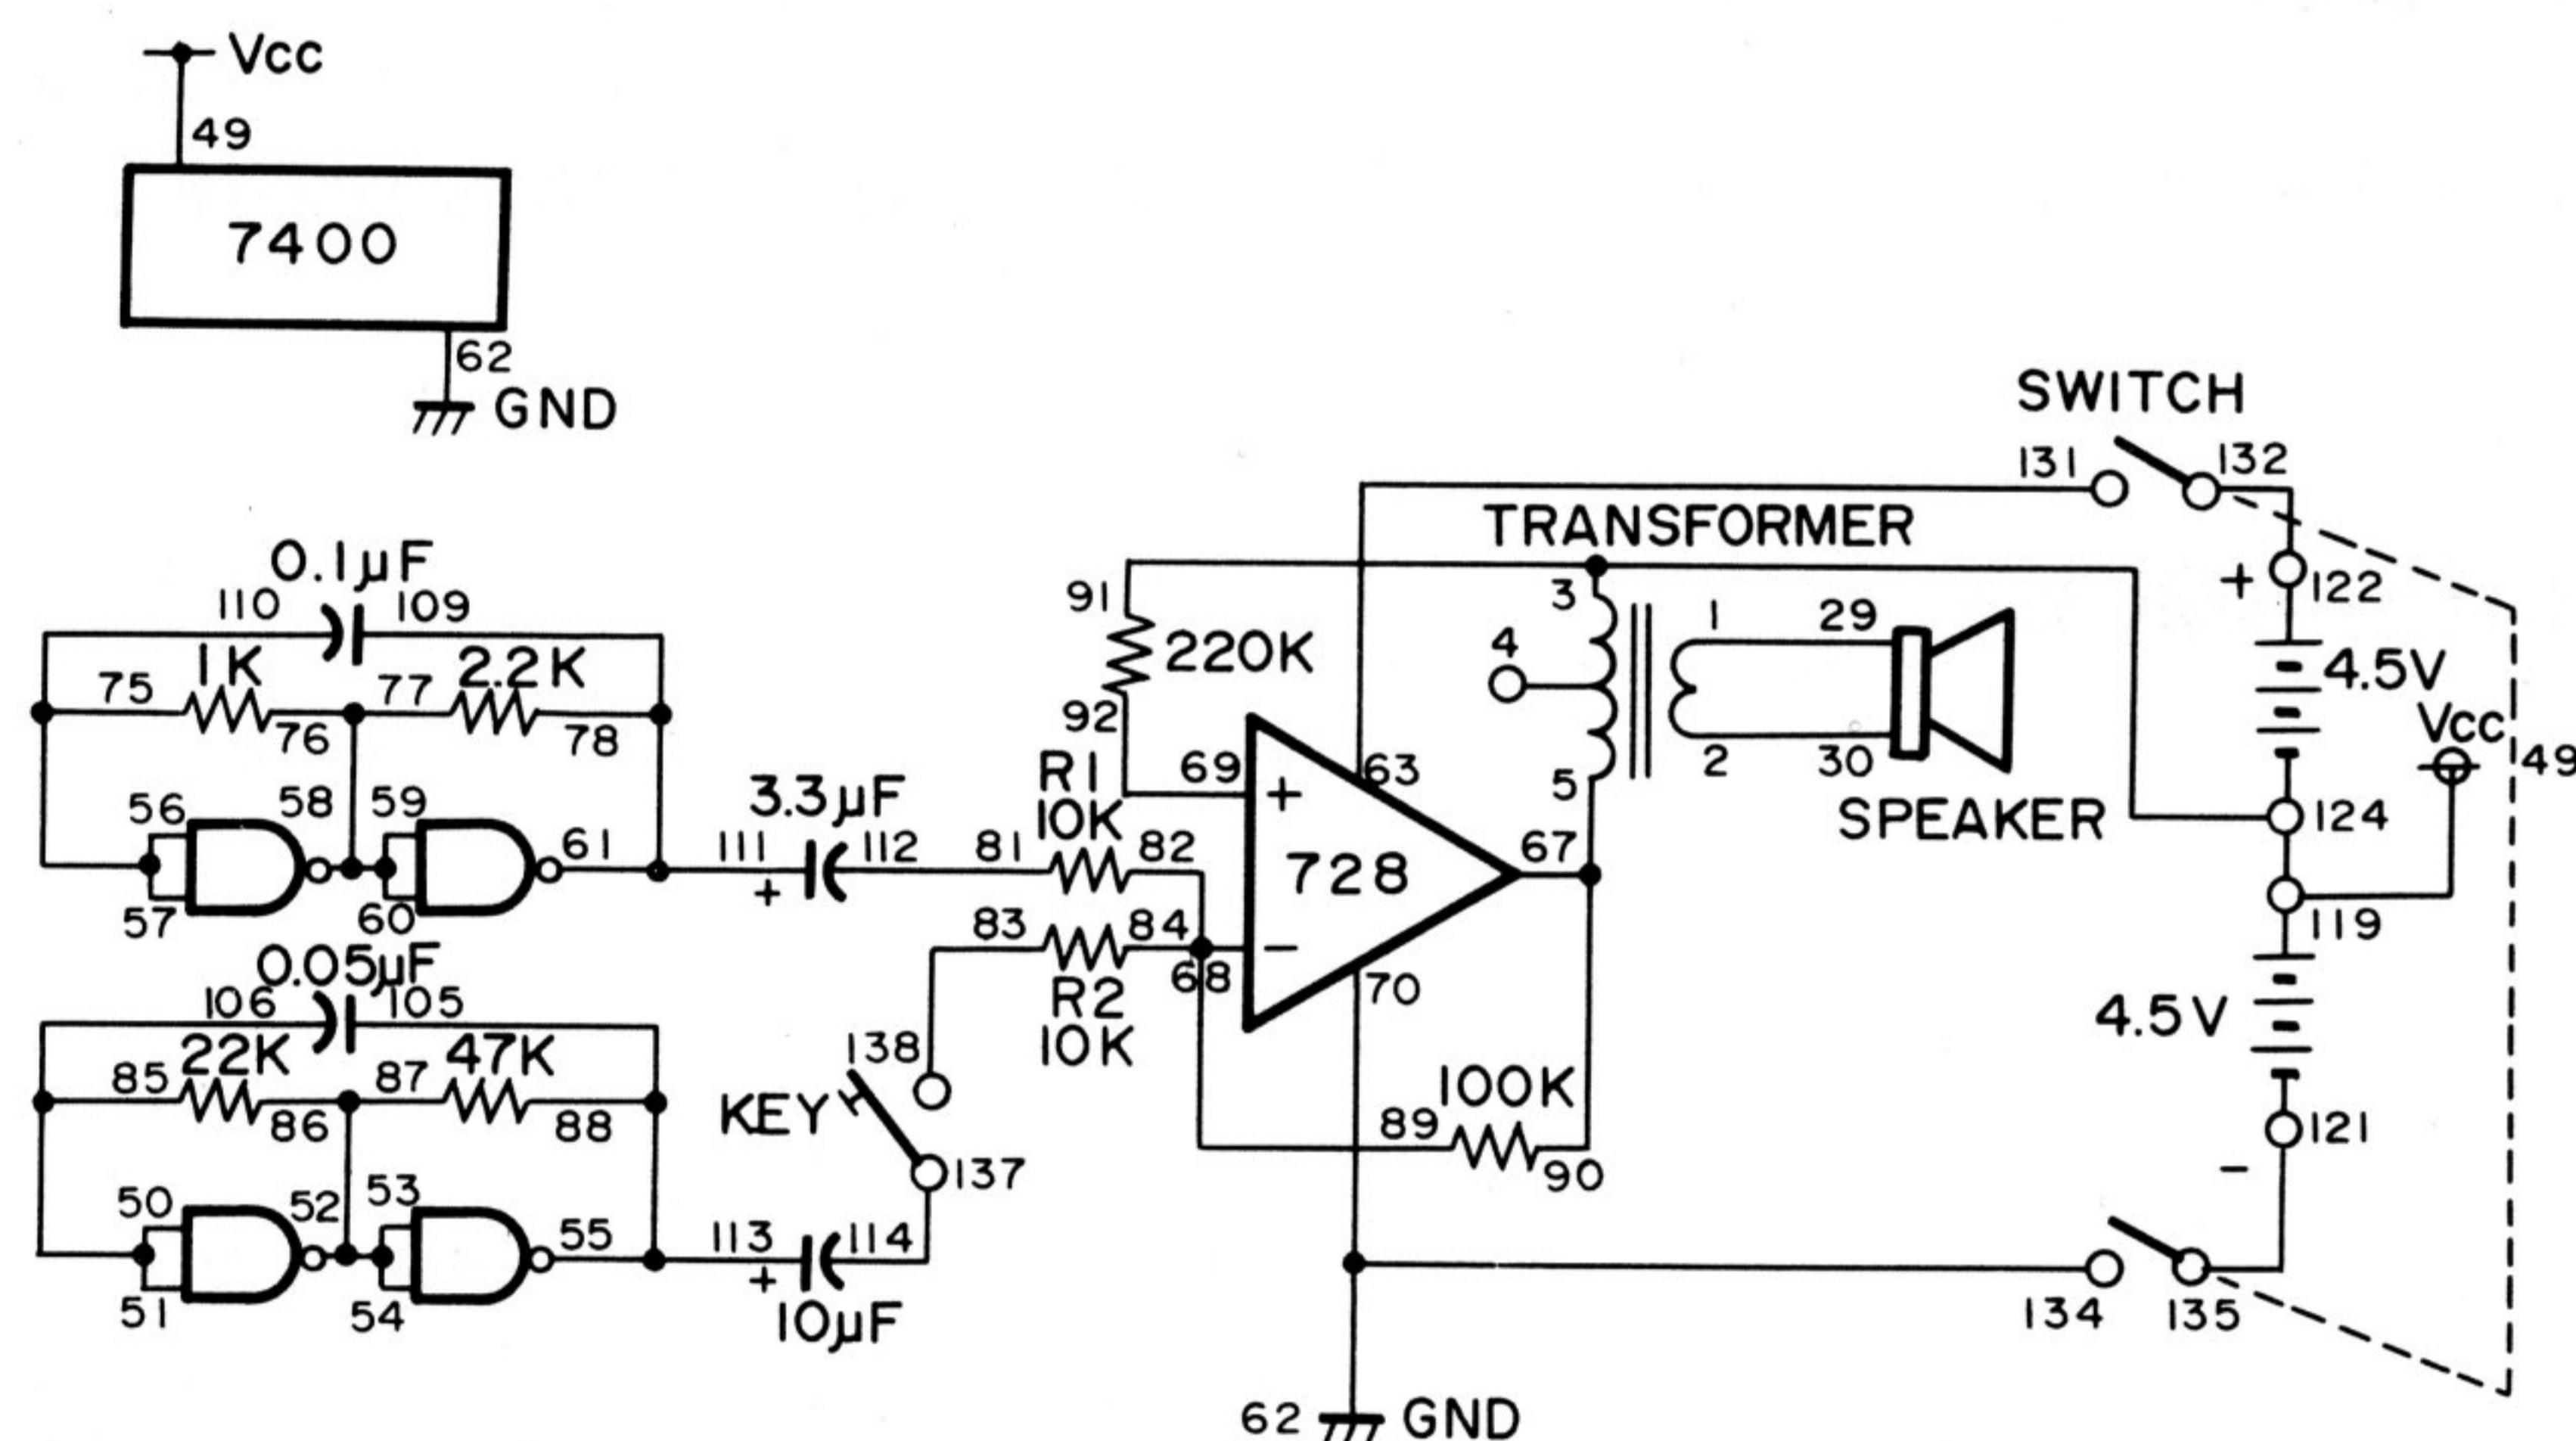 Vcc
49
7400
62
GND
SWITCH
131
132
TRANSFORMER
+
122
0.1µF
110
109
91
3
1
29
1K
2.2K
220K
4
4.5V
75
77
76
78
92
Vcc
49
69
+
63
5
2
30
R1
10K
3.3µF
SPEAKER
124
56
58
59
61
111
112
81
82
728
67
+
57
60
83
84
−
119
68
0.05µF
106
105
R2
10K
70
4.5V
22K
47K
138
85
87
100K
KEY
89
86
88
121
137
90
−
50
52
53
55
113
114
+
51
54
10µF
134
135
62
GND